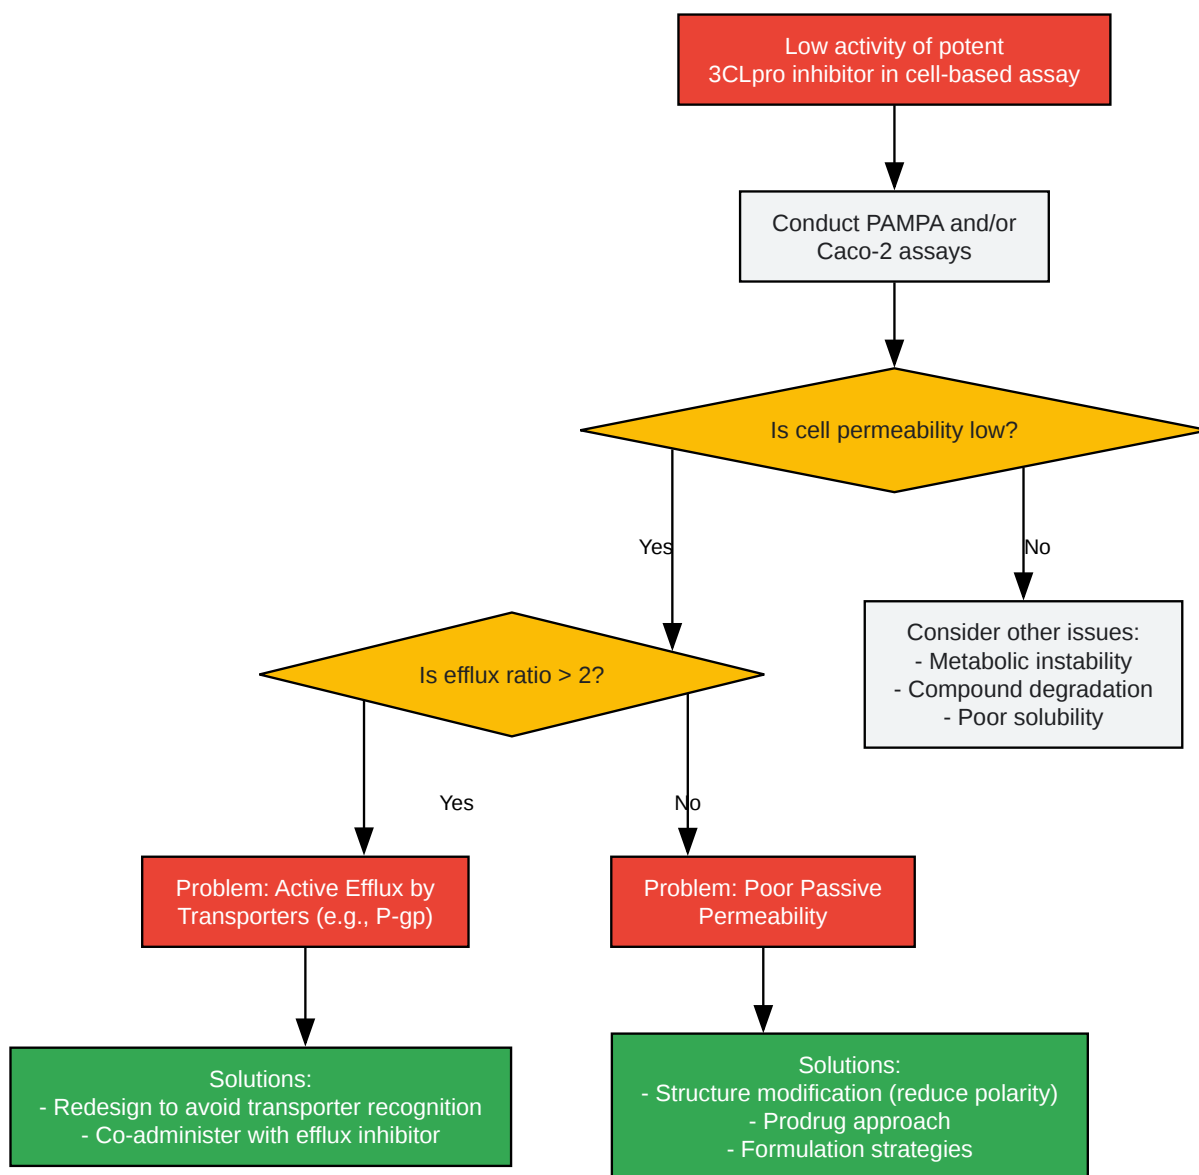 Low activity of potent
3CLpro inhibitor in cell-based assay
Conduct PAMPA and/or
Caco-2 assays
Is cell permeability low?
Yes
No
Is efflux ratio > 2?
Consider other issues:
- Metabolic instability
- Compound degradation
- Poor solubility
Yes
No
Problem: Active Efflux by
Transporters (e.g., P-gp)
Problem: Poor Passive
Permeability
Solutions:
- Redesign to avoid transporter recognition
- Co-administer with efflux inhibitor
Solutions:
- Structure modification (reduce polarity)
- Prodrug approach
- Formulation strategies